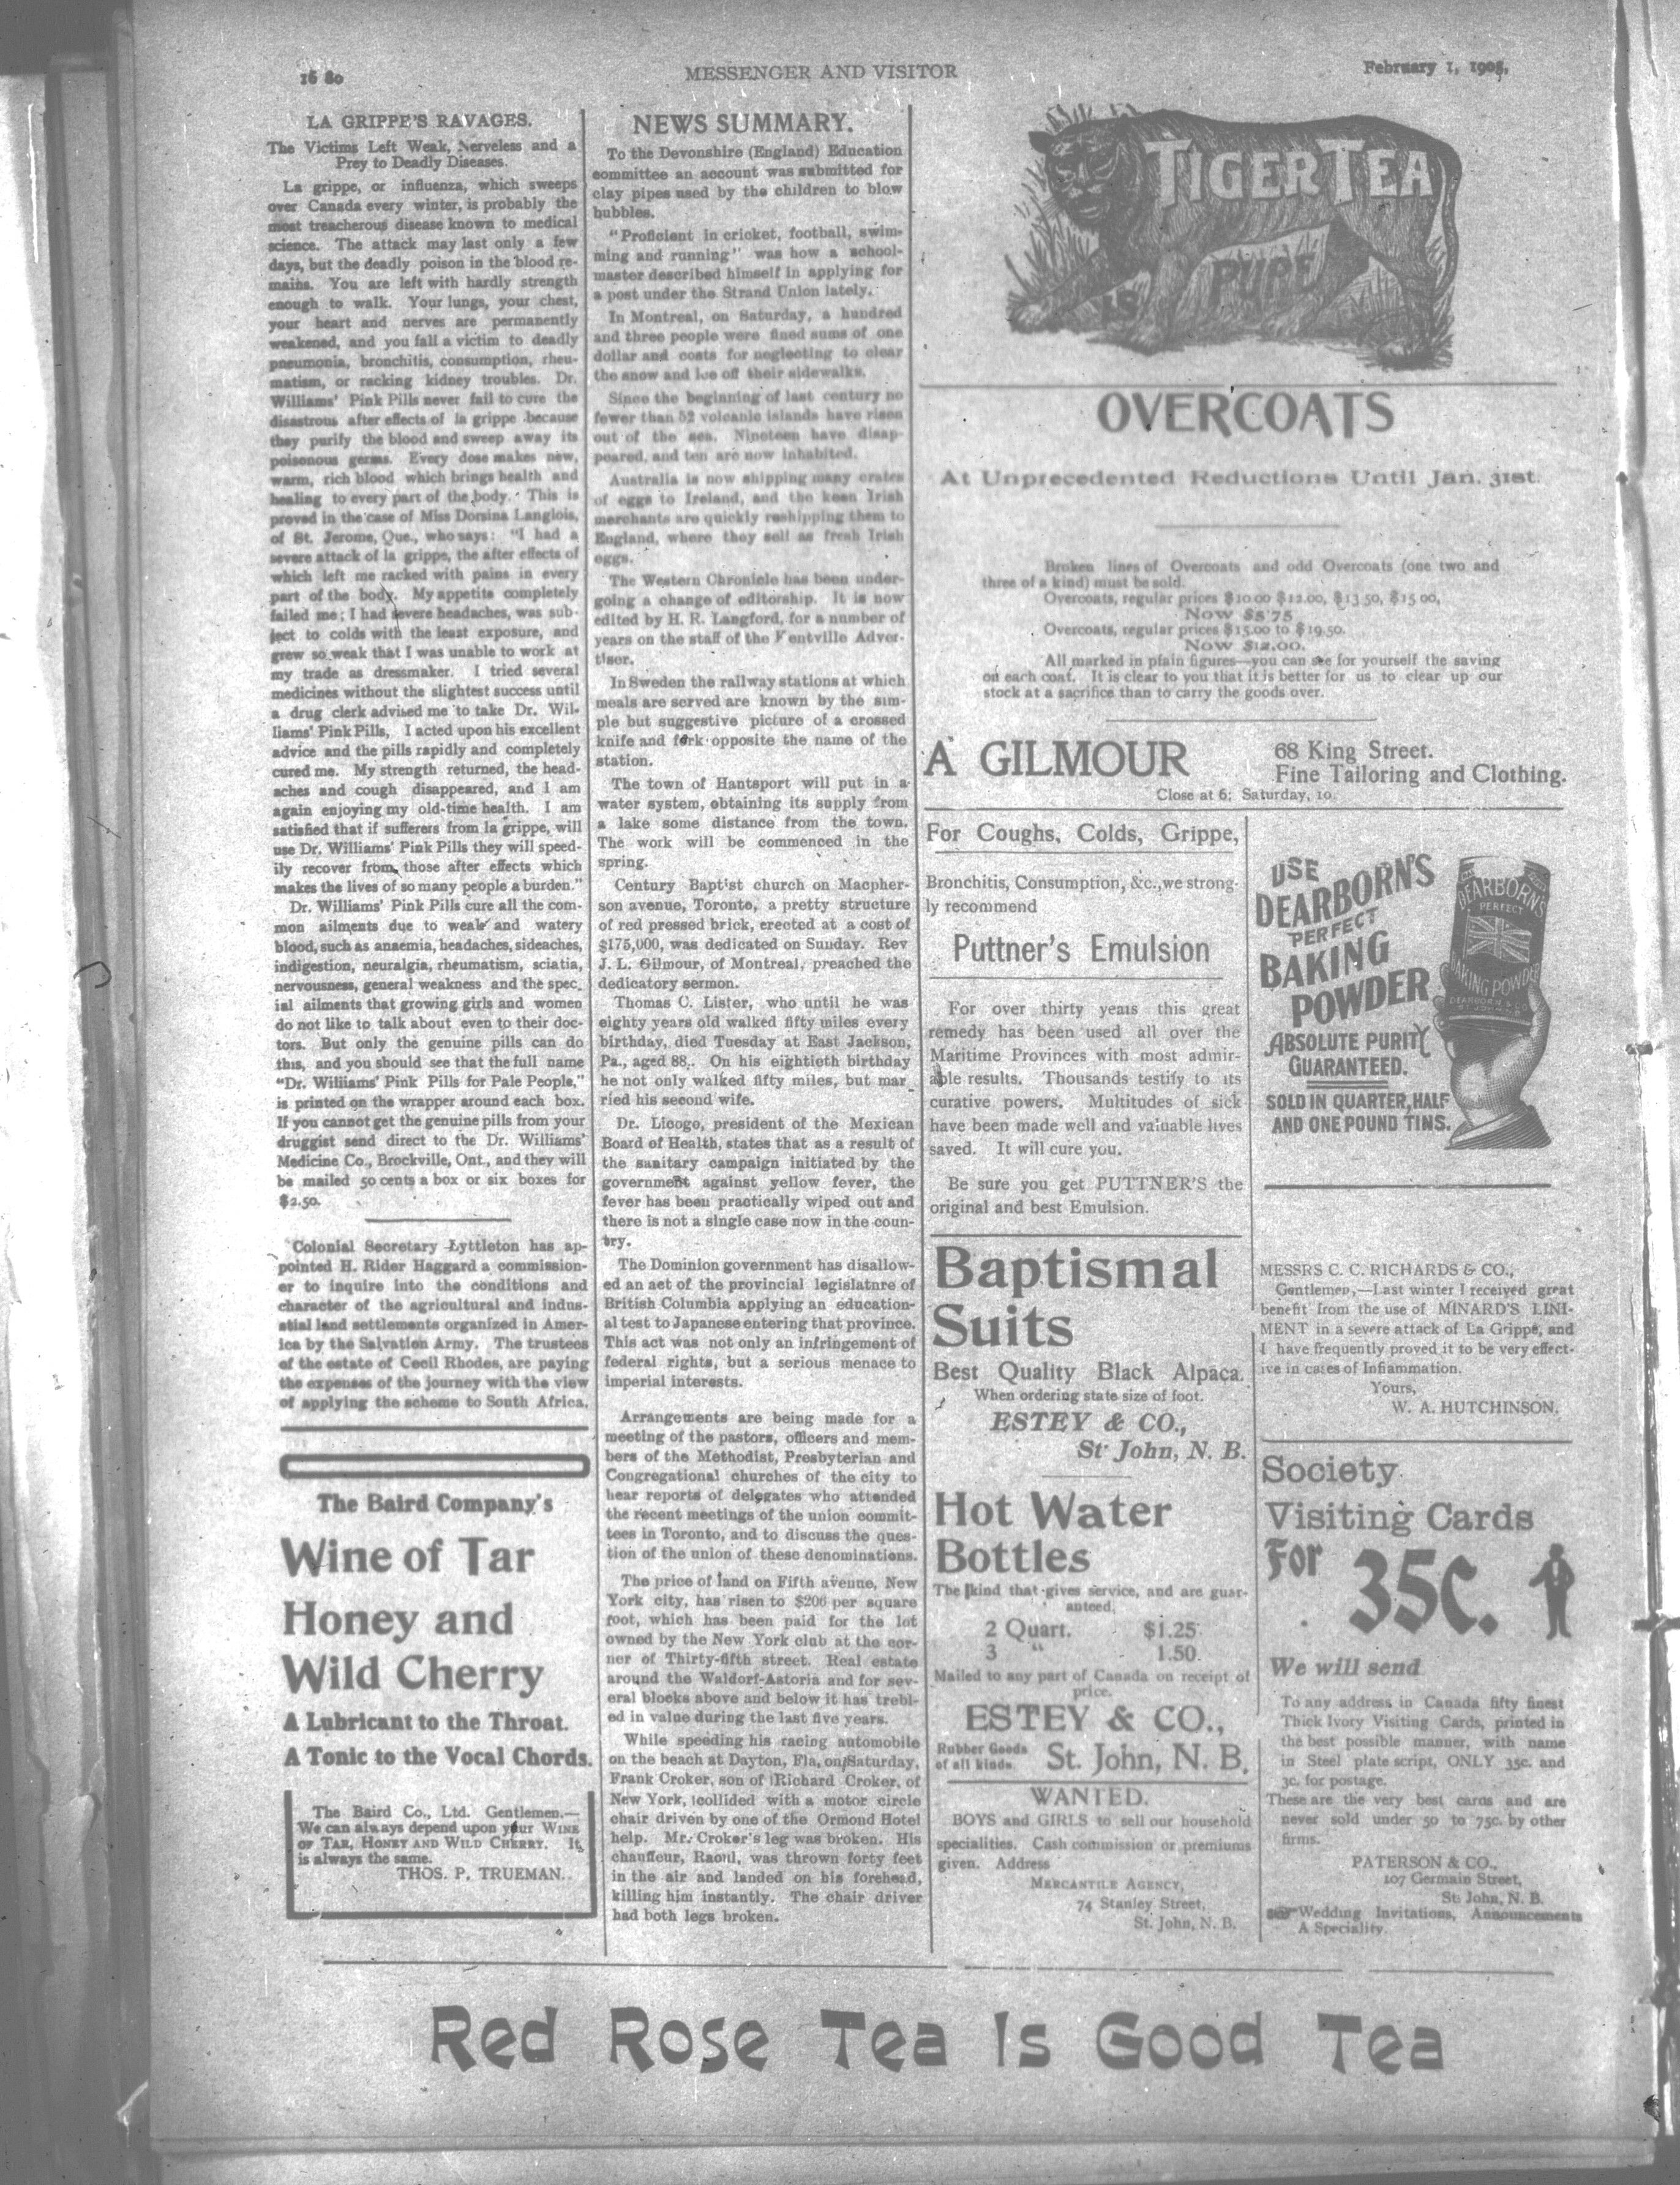 16 80
MESSENGER AND VISITOR
February 1, 1905,
LA GRIPPE'S RAVAGES.
The Victims Left Weak, Nerveless and a
Prey to Deadly Diseases.
La grippe, or influenza, which sweeps
over Canada every winter, is probably the
most treacherous disease known to medical
science. The attack may last only a few
days, but the deadly poison in the blood re-
mains. You are left with hardly strength
enough to walk. Your lungs, your chest,
your heart and nerves are permanently
weakened, and you fall a victim to deadly
pneumonia, bronchitis, consumption, rheu-
matism, or racking kidney troubles. Dr.
Williams' Pink Pills never fail to cure the
disastrous after effects of la grippe because
they purify the blood and sweep away its
poisonous germs. Every dose makes new,
warm, rich blood which brings health and
healing to every part of the body. This is
proved in the case of Miss Dorsina Langlois,
of St. Jerome, Que., who says: "I had a
severe attack of la grippe, the after effects of
which left me racked with pains in every
part of the body. My appetite completely
failed me; I had severe headaches, was sub-
ject to colds with the least exposure, and
grew so weak that I was unable to work at
my trade as dressmaker. I tried several
medicines without the slightest success until
a drug clerk advised me to take Dr. Wil-
liams' Pink Pills, I acted upon his excellent
advice and the pills rapidly and completely
cured me. My strength returned, the head-
aches and cough disappeared, and I am
again enjoying my old-time health. I am
satisfied that if sufferers from la grippe, will
use Dr. Williams' Pink Pills they will speed-
ily recover from those after effects which
makes the lives of so many people a burden."
Dr. Williams' Pink Pills cure all the com-
mon ailments due to weak and watery
blood, such as anaemia, headaches, sideaches,
indigestion, neuralgia, rheumatism, sciatia,
nervousness, general weakness and the spec-
ial ailments that growing girls and women
do not like to talk about even to their doc-
tors. But only the genuine pills can do
this, and you should see that the full name
"Dr. Williams' Pink Pills for Pale People,"
is printed on the wrapper around each box.
If you cannot get the genuine pills from your
druggist send direct to the Dr. Williams'
Medicine Co., Brockville, Ont., and they will
be mailed 50 cents a box or six boxes for
$2.50.
Colonial Secretary Lyttleton has ap-
pointed H. Rider Haggard a commission-
er to inquire into the conditions and
character of the agricultural and indus-
stial land settlements organized in Amer-
ica by the Salvation Army. The trustees
of the estate of Cecil Rhodes, are paying
the expenses of the journey with the view
of applying the scheme to South Africa.
The Baird Company's
Wine of Tar
Honey and
Wild Cherry
A Lubricant to the Throat.
A Tonic to the Vocal Chords.
The Baird Co., Ltd. Gentlemen.—
We can always depend upon your WINE
OF TAR, HONEY AND WILD CHERRY. It
is always the same.
THOS. P. TRUEMAN.
NEWS SUMMARY.
To the Devonshire (England) Education
committee an account was submitted for
clay pipes used by the children to blow
bubbles.
"Proficient in cricket, football, swim-
ming and running" was how a school-
master described himself in applying for
a post under the Strand Union lately.
In Montreal, on Saturday, a hundred
and three people were fined sums of one
dollar and costs for neglecting to clear
the snow and ice off their sidewalks.
Since the beginning of last century no
fewer than 52 volcanic islands have risen
out of the sea. Nineteen have disap-
peared, and ten are now inhabited.
Australia is now shipping many crates
of eggs to Ireland, and the keen Irish
merchants are quickly reshipping them to
England, where they sell as fresh Irish
eggs.
The Western Chronicle has been under-
going a change of editorship. It is now
edited by H. R. Langford, for a number of
years on the staff of the Kentville Adver-
tiser.
In Sweden the railway stations at which
meals are served are known by the sim-
ple but suggestive picture of a crossed
knife and fork opposite the name of the
station.
The town of Hantsport will put in a
water system, obtaining its supply from
a lake some distance from the town.
The work will be commenced in the
spring.
Century Baptist church on Macpher-
son avenue, Toronto, a pretty structure
of red pressed brick, erected at a cost of
$175,000, was dedicated on Sunday. Rev
J. L. Gilmour, of Montreal, preached the
dedicatory sermon.
Thomas C. Lister, who until he was
eighty years old walked fifty miles every
birthday, died Tuesday at East Jackson,
Pa., aged 88. On his eightieth birthday
he not only walked fifty miles, but mar-
ried his second wife.
Dr. Licogo, president of the Mexican
Board of Health, states that as a result of
the sanitary campaign initiated by the
government against yellow fever, the
fever has been practically wiped out and
there is not a single case now in the coun-
try.
The Dominion government has disallow-
ed an act of the provincial legislatnre of
British Columbia applying an education-
al test to Japanese entering that province.
This act was not only an infringement of
federal rights, but a serious menace to
imperial interests.
Arrangements are being made for a
meeting of the pastors, officers and mem-
bers of the Methodist, Presbyterian and
Congregational churches of the city to
hear reports of delegates who attended
the recent meetings of the union commit-
tees in Toronto, and to discuss the ques-
tion of the union of these denominations.
The price of land on Fifth avenue, New
York city, has risen to $206 per square
foot, which has been paid for the lot
owned by the New York club at the cor-
ner of Thirty-fifth street. Real estate
around the Waldorf-Astoria and for sev-
eral blocks above and below it has trebl-
ed in value during the last five years.
While speeding his racing automobile
on the beach at Dayton, Fla, on Saturday,
Frank Croker, son of Richard Croker, of
New York, collided with a motor circle
chair driven by one of the Ormond Hotel
help. Mr. Croker's leg was broken. His
chauffeur, Raoul, was thrown forty feet
in the air and landed on his forehead,
killing him instantly. The chair driver
had both legs broken.
TIGER TEA
IS PURE
OVERCOATS
At Unprecedented Reductions Until Jan. 31st.
Broken lines of Overcoats and odd Overcoats (one two and
three of a kind) must be sold.
Overcoats, regular prices $10.00 $12.00, $13.50, $15.00,
Now $8.75
Overcoats, regular prices $15.00 to $19.50.
Now $12.00.
All marked in plain figures—you can see for yourself the saving
on each coat. It is clear to you that it is better for us to clear up our
stock at a sacrifice than to carry the goods over.
A GILMOUR
68 King Street.
Fine Tailoring and Clothing.
Close at 6; Saturday, 10.
For Coughs, Colds, Grippe,
Bronchitis, Consumption, &c., we strong-
ly recommend
Puttner's Emulsion
For over thirty years this great
remedy has been used all over the
Maritime Provinces with most admir-
able results. Thousands testify to its
curative powers. Multitudes of sick
have been made well and valuable lives
saved. It will cure you.
Be sure you get PUTTNER'S the
original and best Emulsion.
Baptismal
Suits
Best Quality Black Alpaca.
When ordering state size of foot.
ESTEY & CO.,
St John, N. B.
Hot Water
Bottles
The kind that gives service, and are guar-
anteed.
2 Quart. $1.25
3 " 1.50.
Mailed to any part of Canada on receipt of
price.
ESTEY & CO.,
Rubber Goods
of all kinds
St. John, N. B.
WANTED.
BOYS and GIRLS to sell our household
specialities. Cash commission or premiums
given. Address
MERCANTILE AGENCY,
74 Stanley Street,
St. John, N. B.
USE
DEARBORN'S
PERFECT
BAKING
POWDER
ABSOLUTE PURITY
GUARANTEED.
SOLD IN QUARTER, HALF
AND ONE POUND TINS.
DEARBORN'S
PERFECT
BAKING POWDER
DEARBORN & CO
MESSRS C. C. RICHARDS & CO.,
Gentlemen,—Last winter I received great
benefit from the use of MINARD'S LINI-
MENT in a severe attack of La Grippe, and
I have frequently proved it to be very effect-
ive in cases of Inflammation.
Yours,
W. A. HUTCHINSON.
Society
Visiting Cards
For 35c.
We will send
To any address in Canada fifty finest
Thick Ivory Visiting Cards, printed in
the best possible manner, with name
in Steel plate script, ONLY 35c. and
3c. for postage.
These are the very best cards and are
never sold under 50 to 75c. by other
firms.
PATERSON & CO.,
107 Germain Street,
St. John, N. B.
Wedding Invitations, Announcements
A Speciality.
Red Rose Tea Is Good Tea